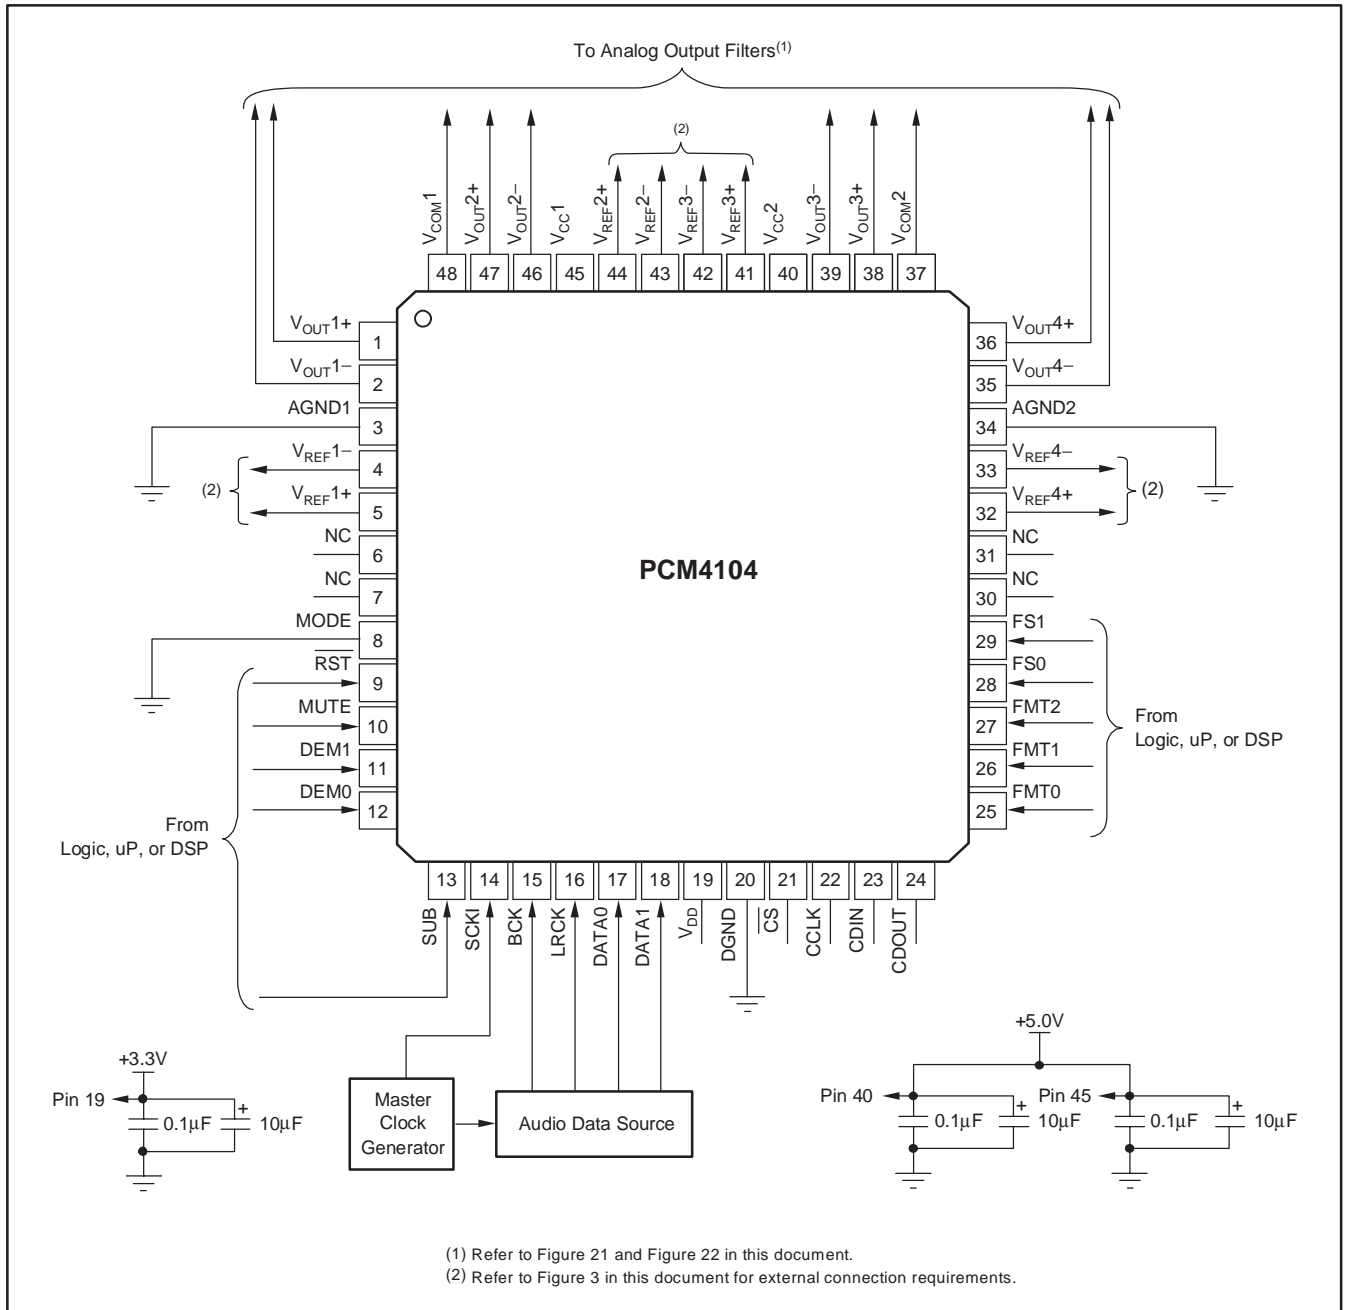 To Analog Output Filters(1)
(2)
VCOM1
VOUT2+
VOUT2−
VCC1
VREF2+
VREF2−
VREF3−
VREF3+
VCC2
VOUT3−
VOUT3+
VCOM2
48 47 46 45 44 43 42 41 40 39 38 37
VOUT1+ 1
VOUT1− 2
AGND1 3
VREF1− 4
(2)
VREF1+ 5
NC 6
NC 7
MODE 8
RST 9
MUTE 10
DEM1 11
DEM0 12
From
Logic, uP, or DSP
PCM4104
36 VOUT4+
35 VOUT4−
34 AGND2
33 VREF4−
(2)
32 VREF4+
31 NC
30 NC
29 FS1
28 FS0
27 FMT2
26 FMT1
25 FMT0
From
Logic, uP, or DSP
13 14 15 16 17 18 19 20 21 22 23 24
SUB
SCKI
BCK
LRCK
DATA0
DATA1
VDD
DGND
CS
CCLK
CDIN
CDOUT
+3.3V
Pin 19
0.1μF
+
10μF
Master
Clock
Generator
Audio Data Source
+5.0V
Pin 40
0.1μF
+
10μF
Pin 45
0.1μF
+
10μF
(1) Refer to Figure 21 and Figure 22 in this document.
(2) Refer to Figure 3 in this document for external connection requirements.